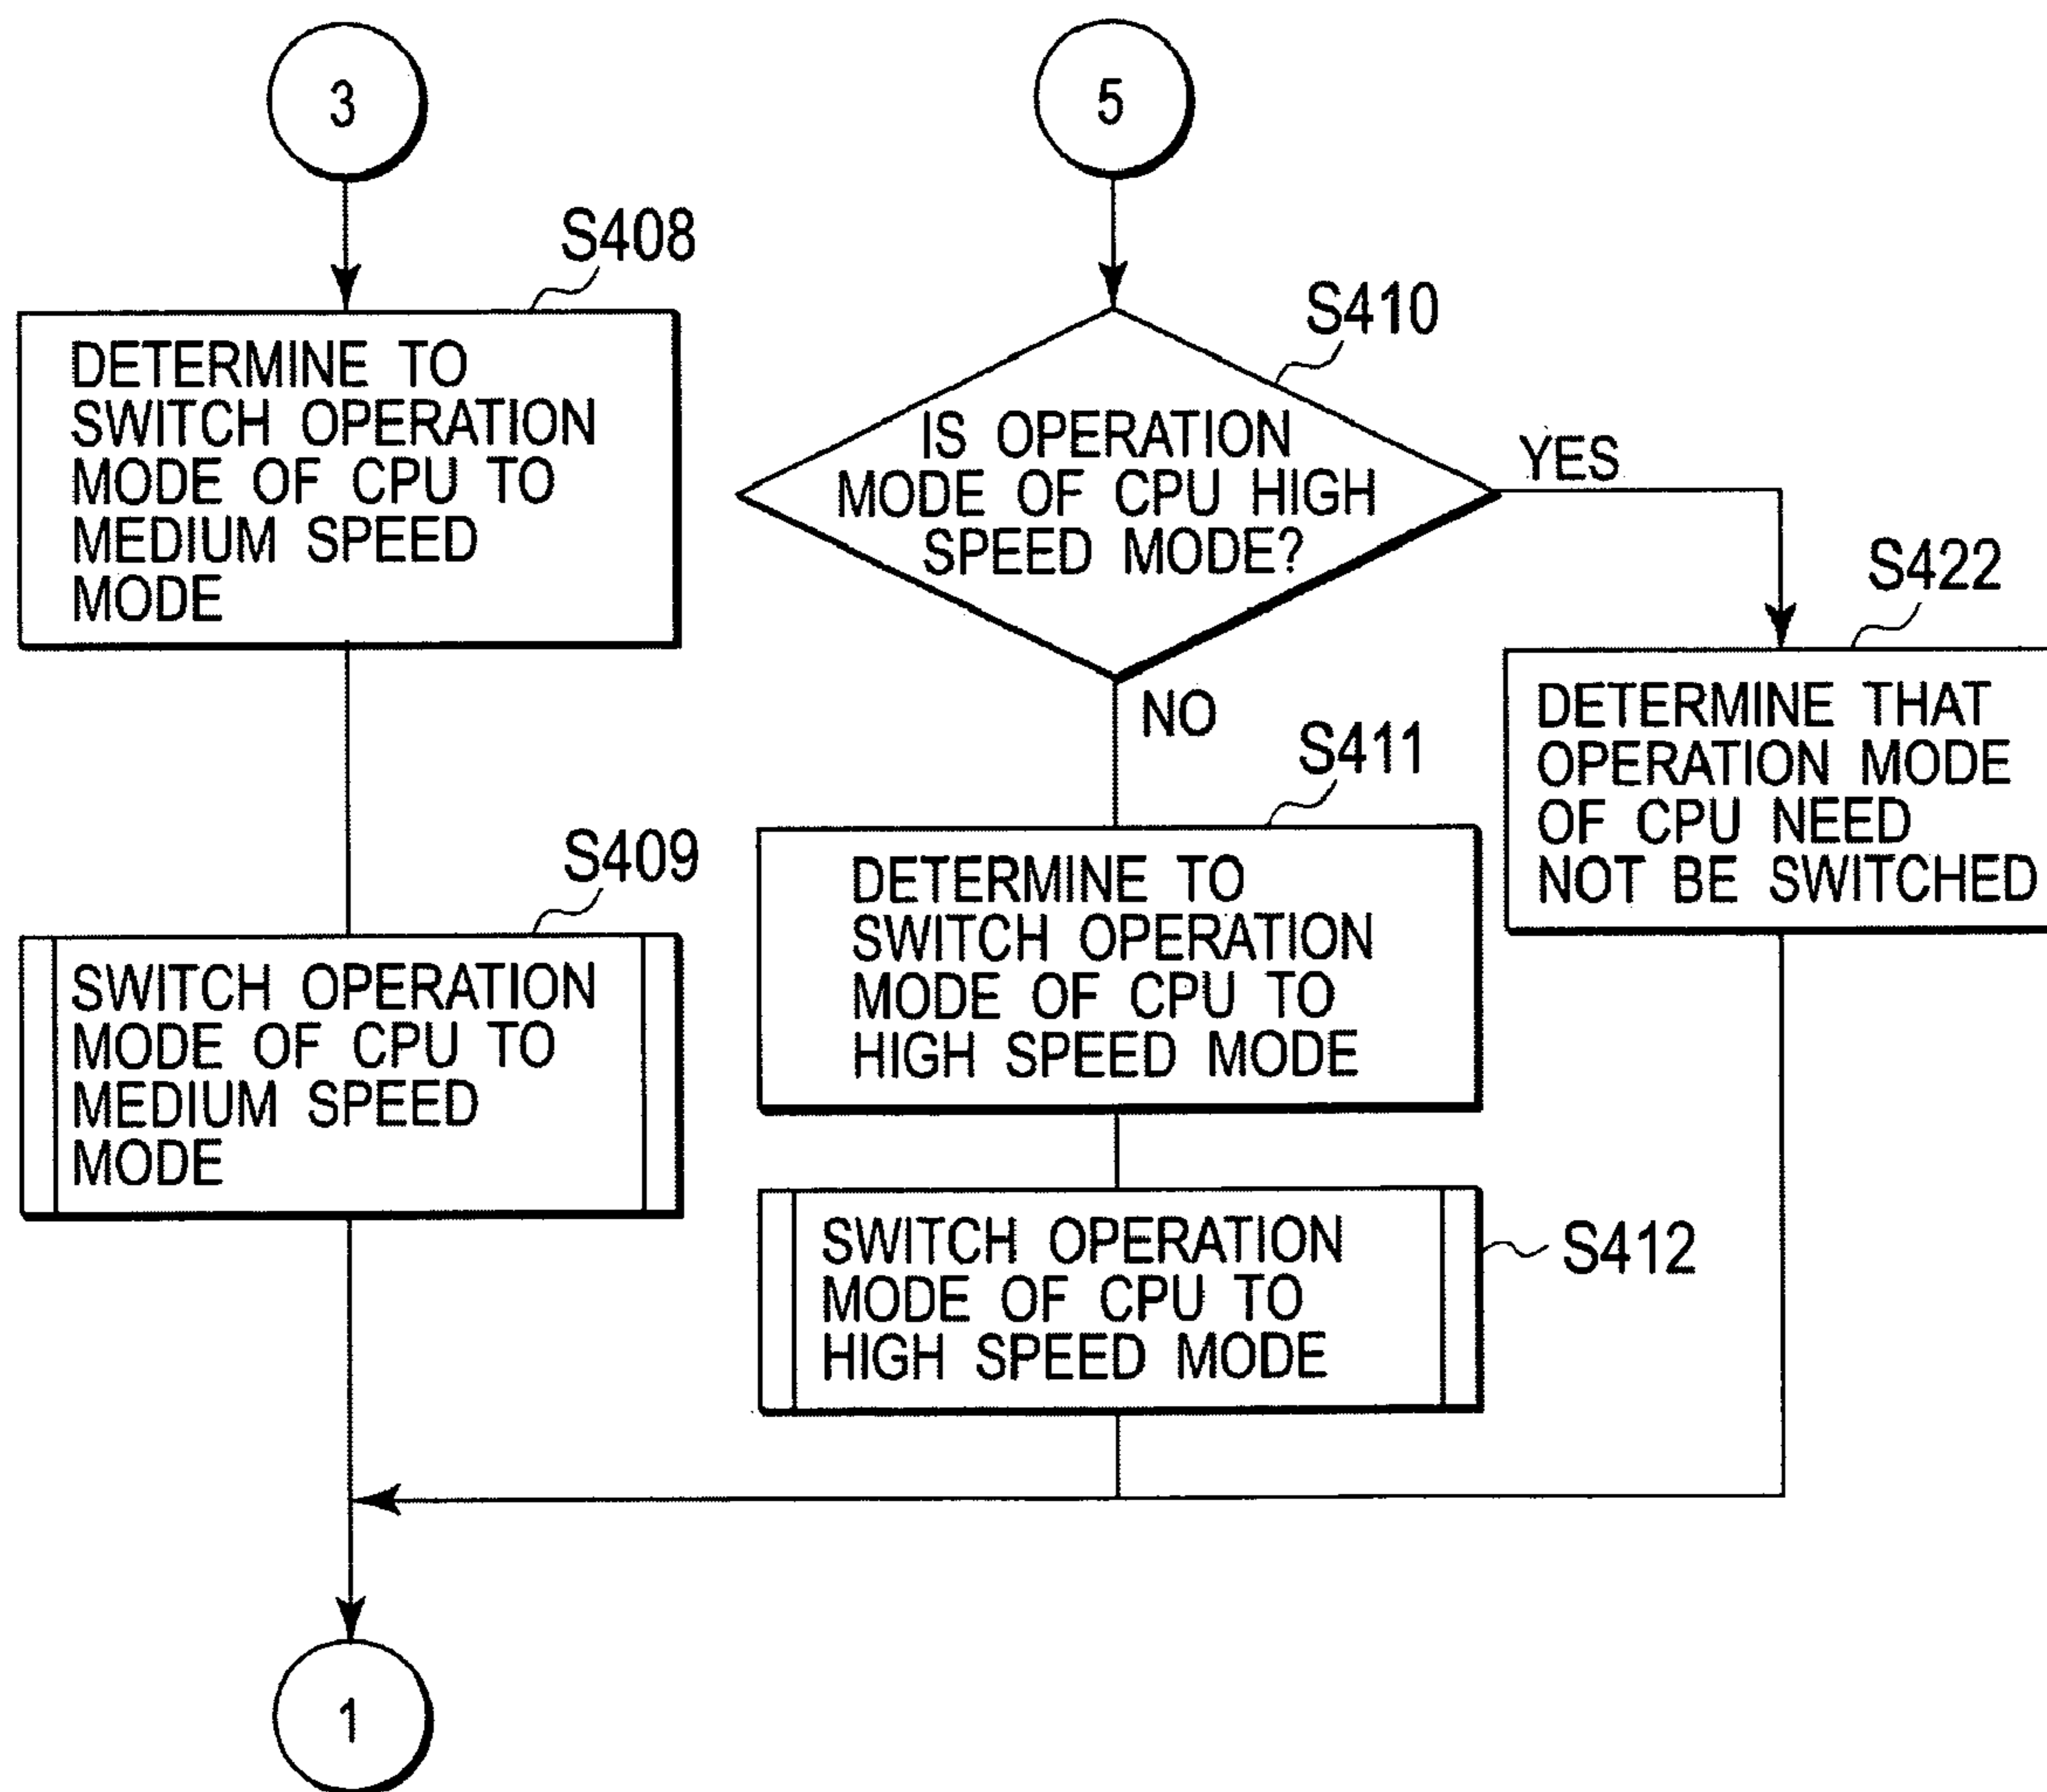 3
S408
DETERMINE TO
SWITCH OPERATION
MODE OF CPU TO
MEDIUM SPEED
MODE
S409
SWITCH OPERATION
MODE OF CPU TO
MEDIUM SPEED
MODE
5
S410
IS OPERATION
MODE OF CPU HIGH
SPEED MODE?
YES
NO
S422
DETERMINE THAT
OPERATION MODE
OF CPU NEED
NOT BE SWITCHED
S411
DETERMINE TO
SWITCH OPERATION
MODE OF CPU TO
HIGH SPEED MODE
S412
SWITCH OPERATION
MODE OF CPU TO
HIGH SPEED MODE
1